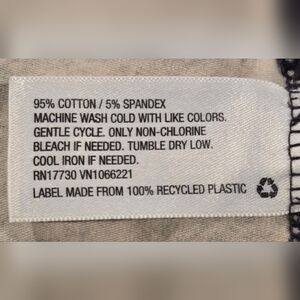 95% COTTON / 5% SPANDEX
MACHINE WASH COLD WITH LIKE COLORS.
GENTLE CYCLE. ONLY NON-CHLORINE
BLEACH IF NEEDED. TUMBLE DRY LOW.
COOL IRON IF NEEDED.
RN17730 VN1066221
LABEL MADE FROM 100% RECYCLED PLASTIC